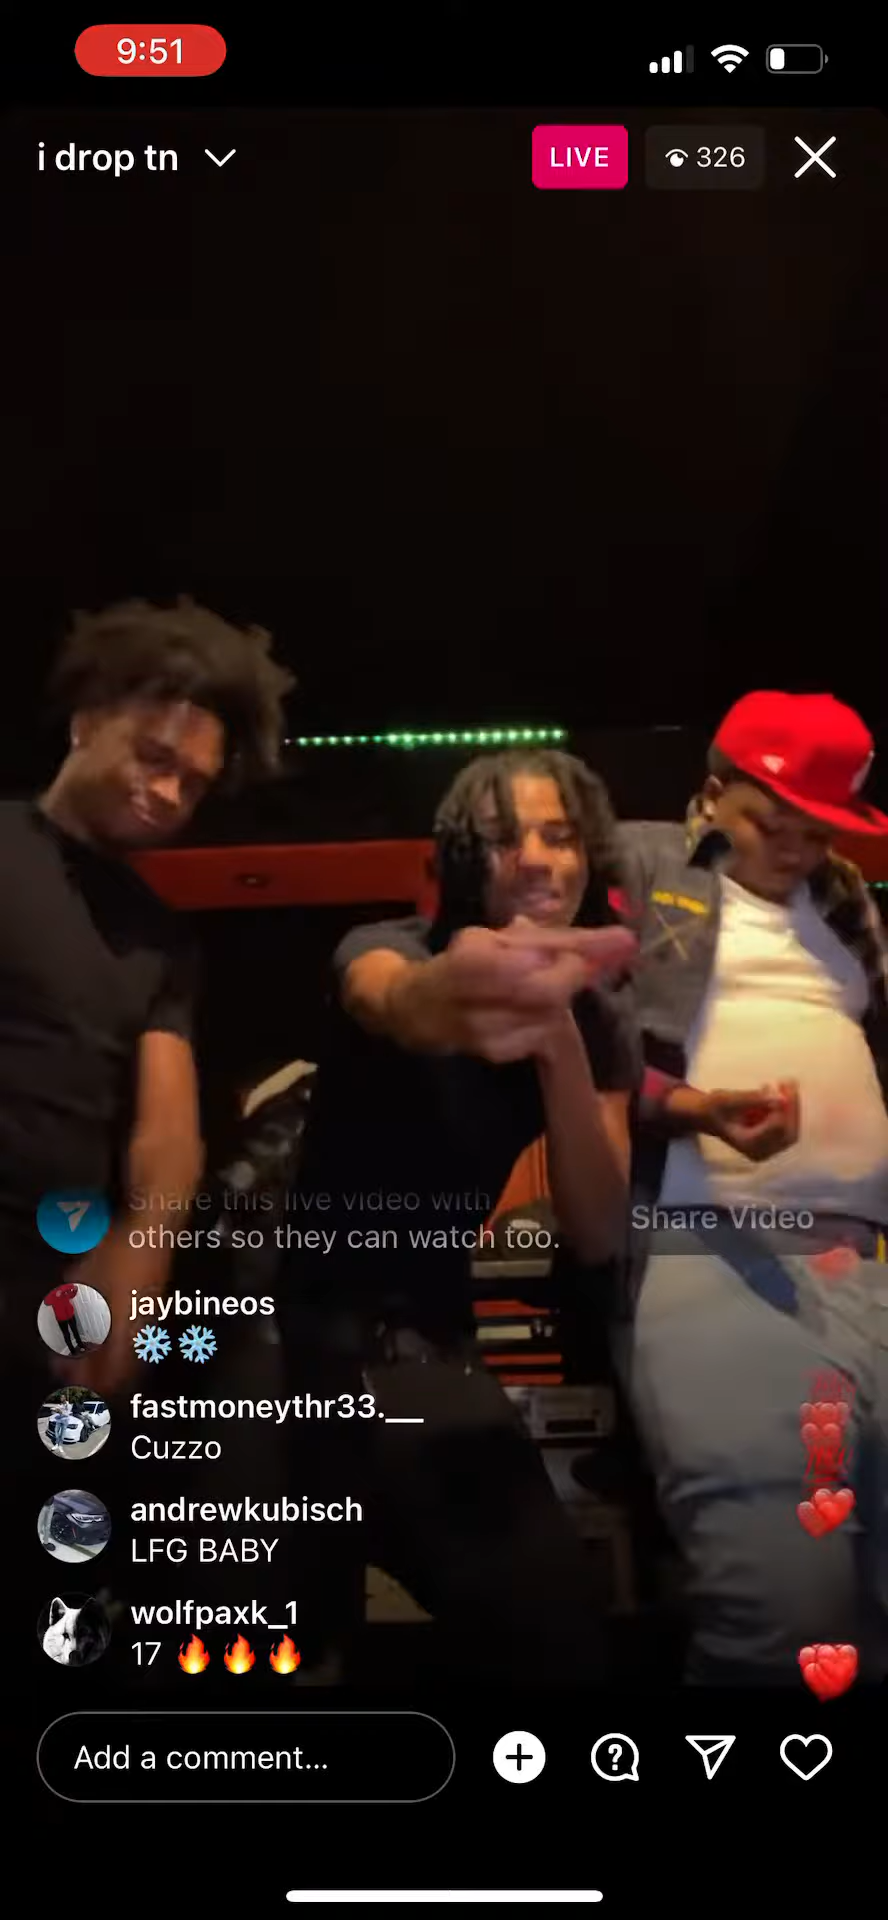 9:51
i drop tn
LIVE
326
Share this live video with
others so they can watch too.
Share Video
jaybineos
❄️❄️
fastmoneythr33.__
Cuzzo
andrewkubisch
LFG BABY
wolfpaxk_1
17 🔥🔥🔥
Add a comment...